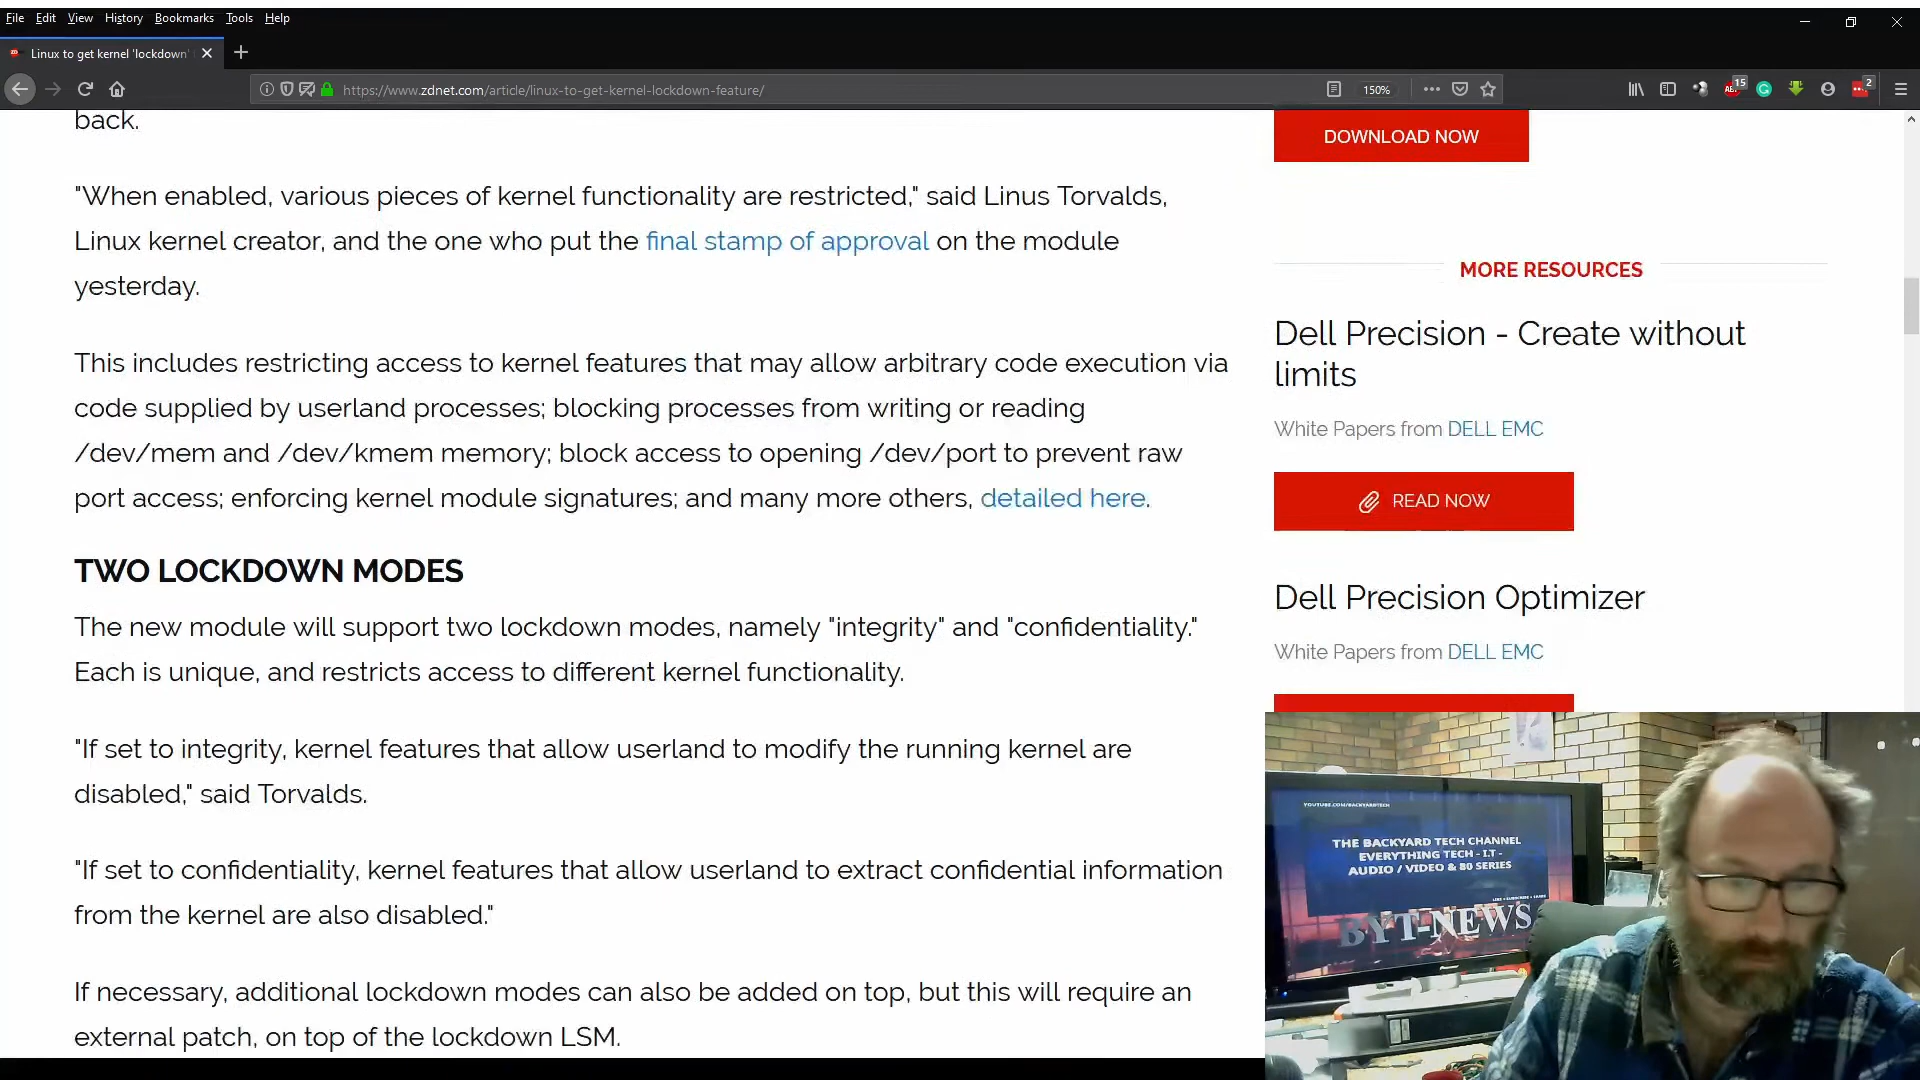 File Edit View History Bookmarks Tools Help
Linux to get kernel 'lockdown'
https://www.zdnet.com/article/linux-to-get-kernel-lockdown-feature/
150%
15
2
back.
"When enabled, various pieces of kernel functionality are restricted," said Linus Torvalds,
Linux kernel creator, and the one who put the final stamp of approval on the module
yesterday.
This includes restricting access to kernel features that may allow arbitrary code execution via
code supplied by userland processes; blocking processes from writing or reading
/dev/mem and /dev/kmem memory; block access to opening /dev/port to prevent raw
port access; enforcing kernel module signatures; and many more others, detailed here.
TWO LOCKDOWN MODES
The new module will support two lockdown modes, namely "integrity" and "confidentiality."
Each is unique, and restricts access to different kernel functionality.
"If set to integrity, kernel features that allow userland to modify the running kernel are
disabled," said Torvalds.
"If set to confidentiality, kernel features that allow userland to extract confidential information
from the kernel are also disabled."
If necessary, additional lockdown modes can also be added on top, but this will require an
external patch, on top of the lockdown LSM.
DOWNLOAD NOW
MORE RESOURCES
Dell Precision - Create without
limits
White Papers from DELL EMC
READ NOW
Dell Precision Optimizer
White Papers from DELL EMC
YOUTUBE.COM/BACKYARDTECH
THE BACKYARD TECH CHANNEL
EVERYTHING TECH - I.T -
AUDIO / VIDEO & 80 SERIES
BYT-NEWS